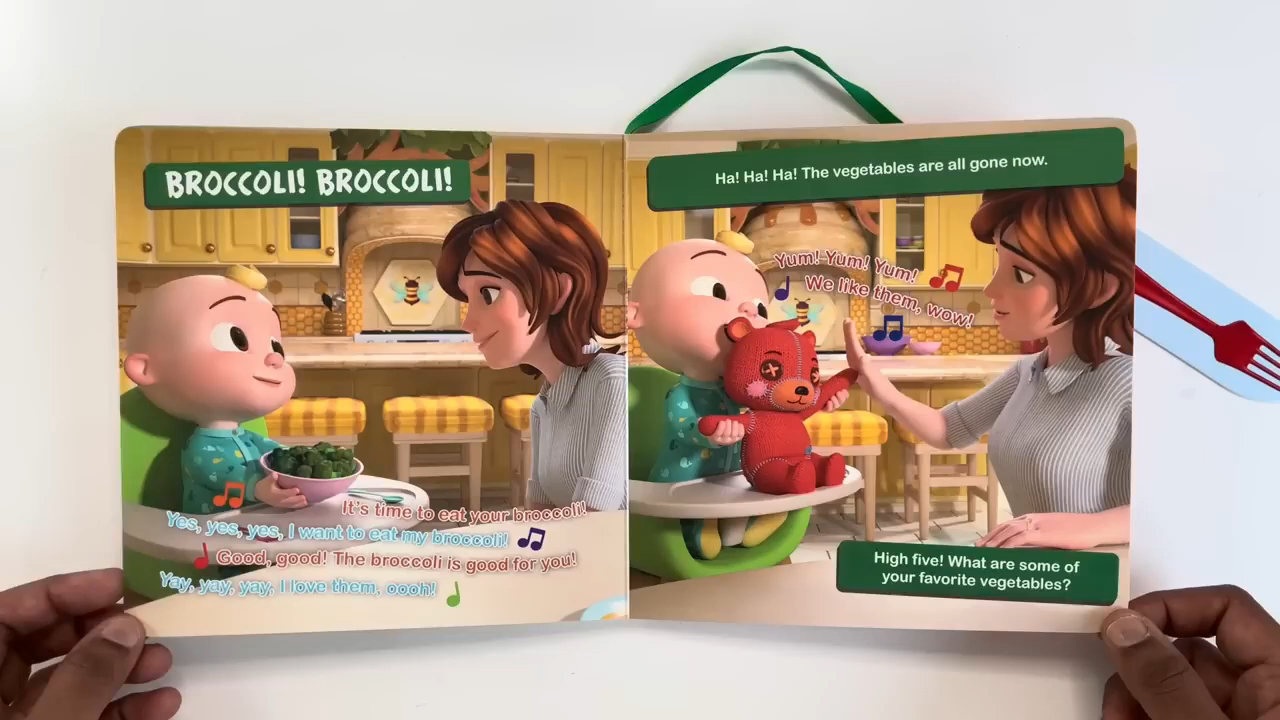 BROCCOLI! BROCCOLI!
It's time to eat your broccoli!
Yes, yes, yes, I want to eat my broccoli!
Good, good! The broccoli is good for you!
Yay, yay, yay, I love them, oooh!
Ha! Ha! Ha! The vegetables are all gone now.
Yum! Yum! Yum!
We like them, wow!
High five! What are some of
your favorite vegetables?